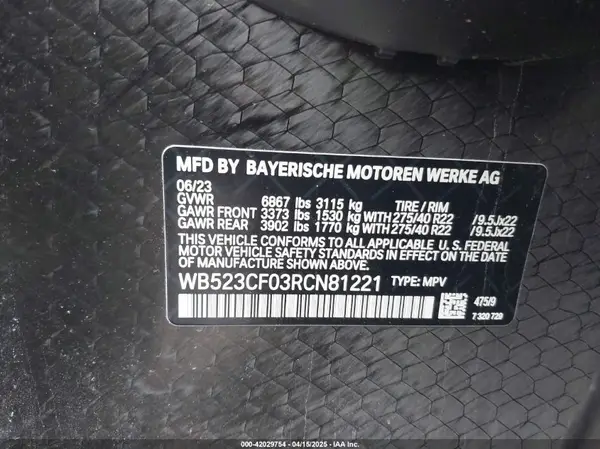 MFD BY BAYERISCHE MOTOREN WERKE AG
06/23
GVWR 6867 lbs 3115 kg TIRE / RIM
GAWR FRONT 3373 lbs 1530 kg WITH 275/40 R22 /9.5Jx22
GAWR REAR 3902 lbs 1770 kg WITH 275/40 R22 /9.5Jx22
THIS VEHICLE CONFORMS TO ALL APPLICABLE U.S. FEDERAL
MOTOR VEHICLE SAFETY STANDARDS IN EFFECT ON THE DATE
OF MANUFACTURE SHOWN ABOVE.
WB523CF03RCN81221 TYPE: MPV
475/9
7 320 728
000-42029754 - 04/15/2025 - IAA Inc.